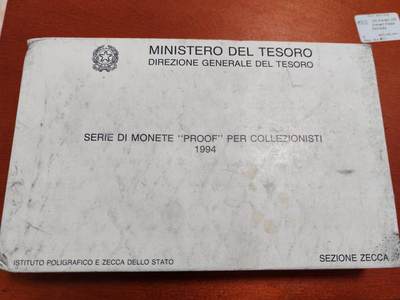 MINISTERO DEL TESORO
DIREZIONE GENERALE DEL TESORO
SERIE DI MONETE "PROOF" PER COLLEZIONISTI
1994
ISTITUTO POLIGRAFICO E ZECCA DELLO STATO
SEZIONE ZECCA